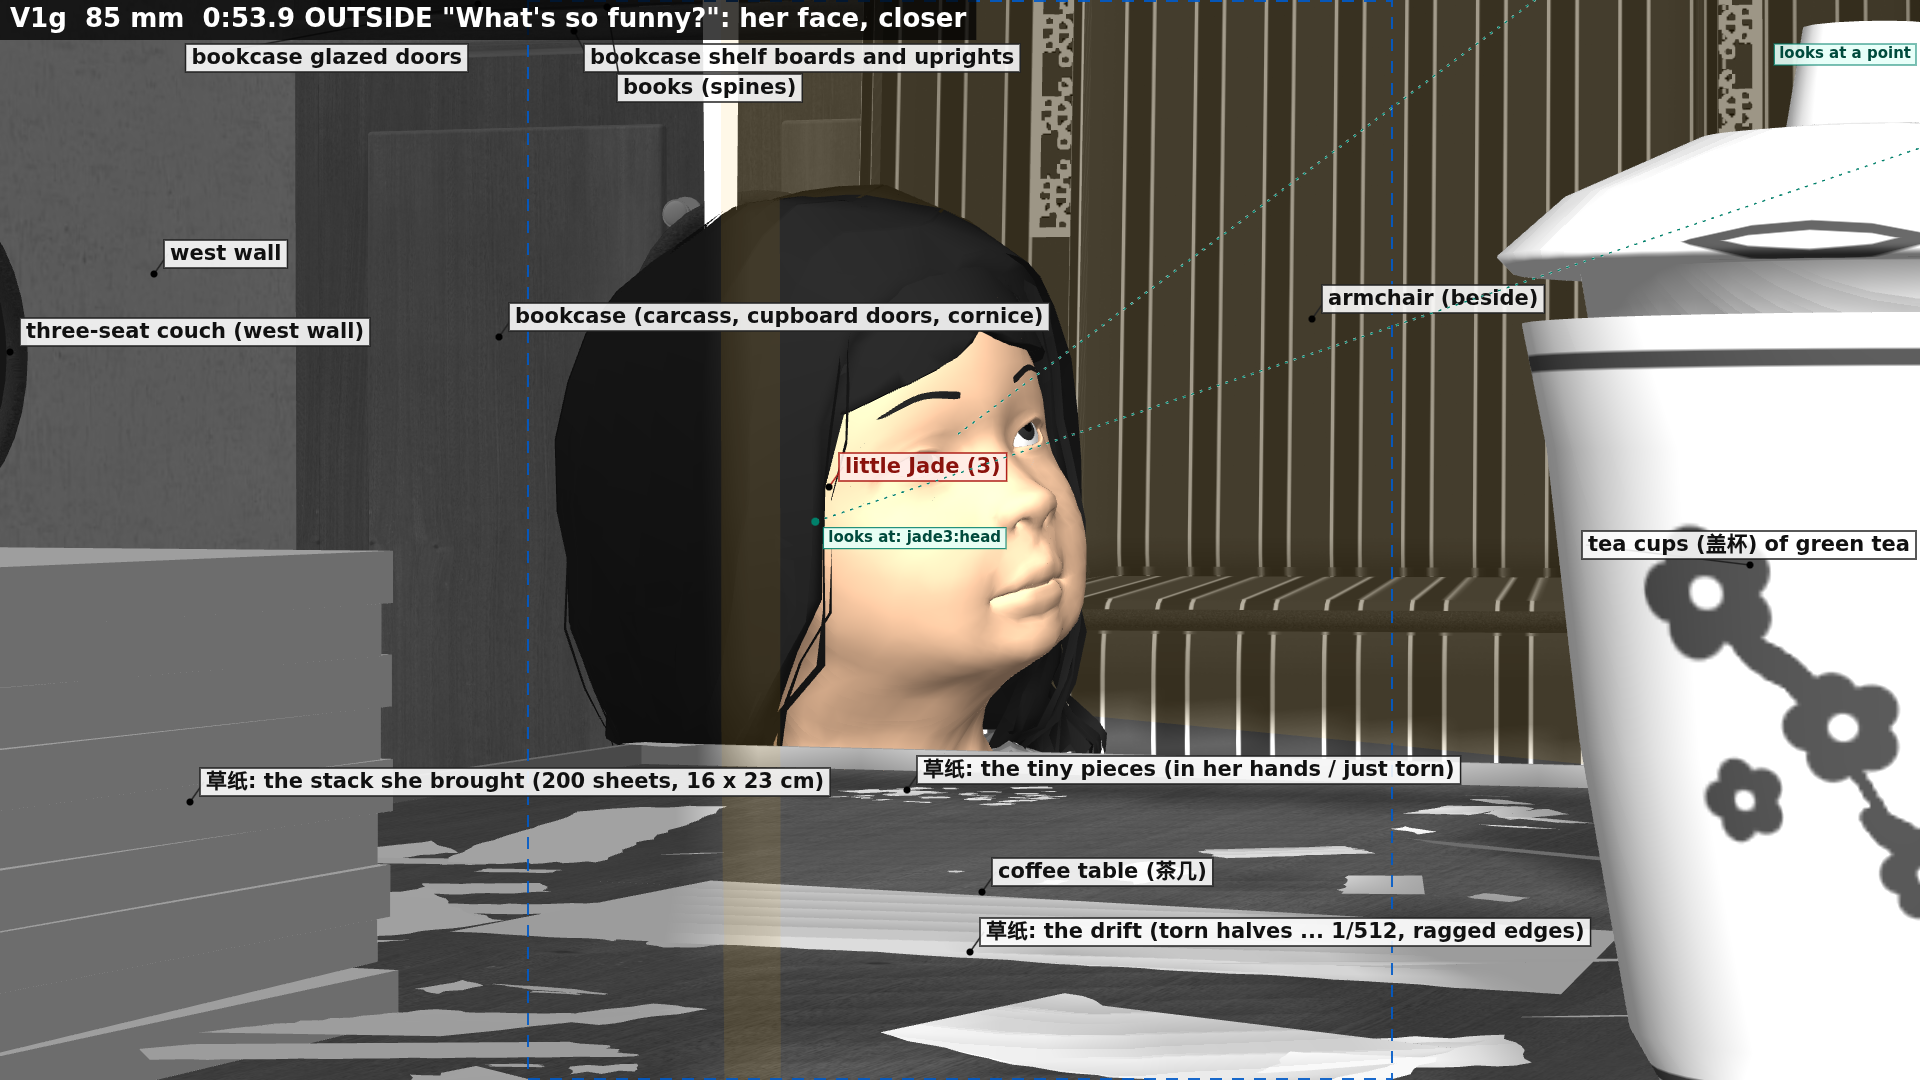 V1g  85 mm  0:53.9 OUTSIDE "What's so funny?": her face, closer
bookcase glazed doors
bookcase shelf boards and uprights
looks at a point
books (spines)
west wall
armchair (beside)
bookcase (carcass, cupboard doors, cornice)
three-seat couch (west wall)
little Jade (3)
looks at: jade3:head
tea cups (盖杯) of green tea
草纸: the tiny pieces (in her hands / just torn)
草纸: the stack she brought (200 sheets, 16 x 23 cm)
coffee table (茶几)
草纸: the drift (torn halves ... 1/512, ragged edges)